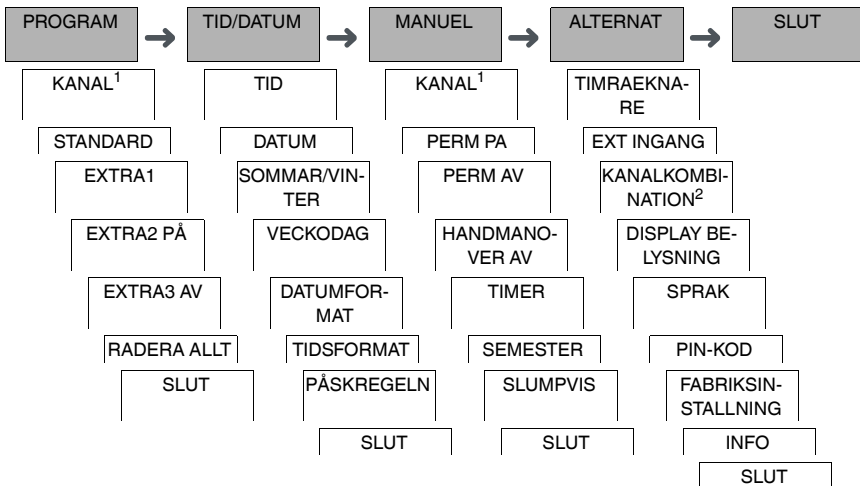 PROGRAM
TID/DATUM
MANUEL
ALTERNAT
SLUT
KANAL1
STANDARD
EXTRA1
EXTRA2 PÅ
EXTRA3 AV
RADERA ALLT
SLUT
TID
DATUM
SOMMAR/VIN-
TER
VECKODAG
DATUMFOR-
MAT
TIDSFORMAT
PÅSKREGELN
SLUT
KANAL1
PERM PA
PERM AV
HANDMANO-
VER AV
TIMER
SEMESTER
SLUMPVIS
SLUT
TIMRAEKNA-
RE
EXT INGANG
KANALKOMBI-
NATION2
DISPLAY BE-
LYSNING
SPRAK
PIN-KOD
FABRIKSIN-
STALLNING
INFO
SLUT